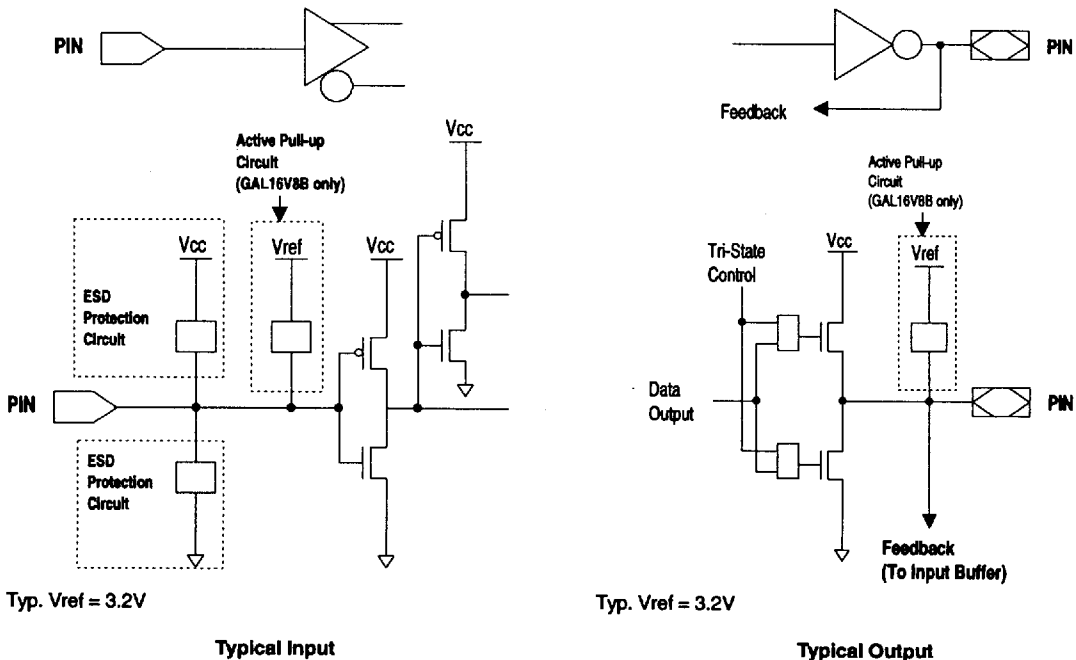 PIN
Active Pull-up
Circuit
(GAL16V8B only)
Vcc
Vcc
Vref
Vcc
ESD
Protection
Circuit
PIN
ESD
Protection
Circuit
Typ. Vref = 3.2V
Typical Input
PIN
Feedback
Active Pull-up
Circuit
(GAL16V8B only)
Tri-State
Control
Vcc
Vref
Data
Output
PIN
Feedback
(To Input Buffer)
Typ. Vref = 3.2V
Typical Output